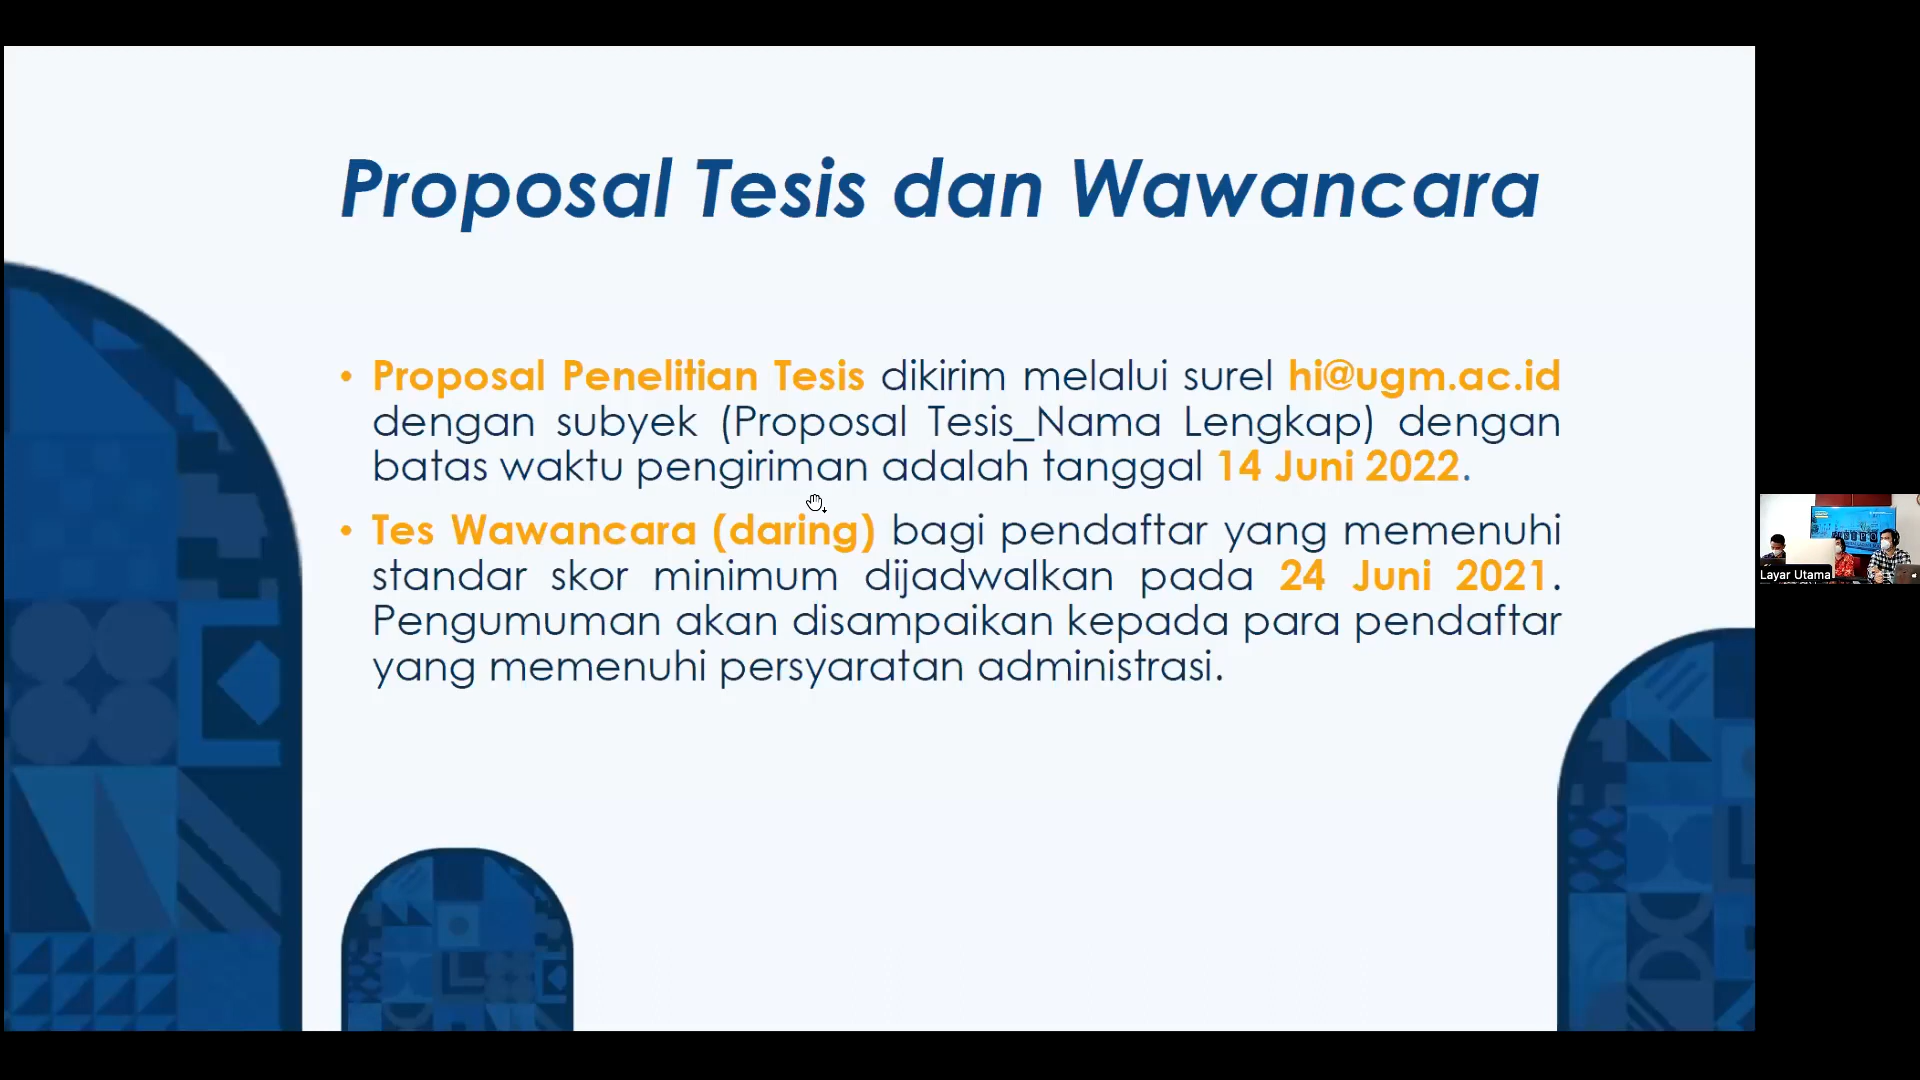 Proposal Tesis dan Wawancara
• Proposal Penelitian Tesis dikirim melalui surel hi@ugm.ac.id
dengan subyek (Proposal Tesis_Nama Lengkap) dengan
batas waktu pengiriman adalah tanggal 14 Juni 2022.
• Tes Wawancara (daring) bagi pendaftar yang memenuhi
standar skor minimum dijadwalkan pada 24 Juni 2021.
Pengumuman akan disampaikan kepada para pendaftar
yang memenuhi persyaratan administrasi.
Layar Utama